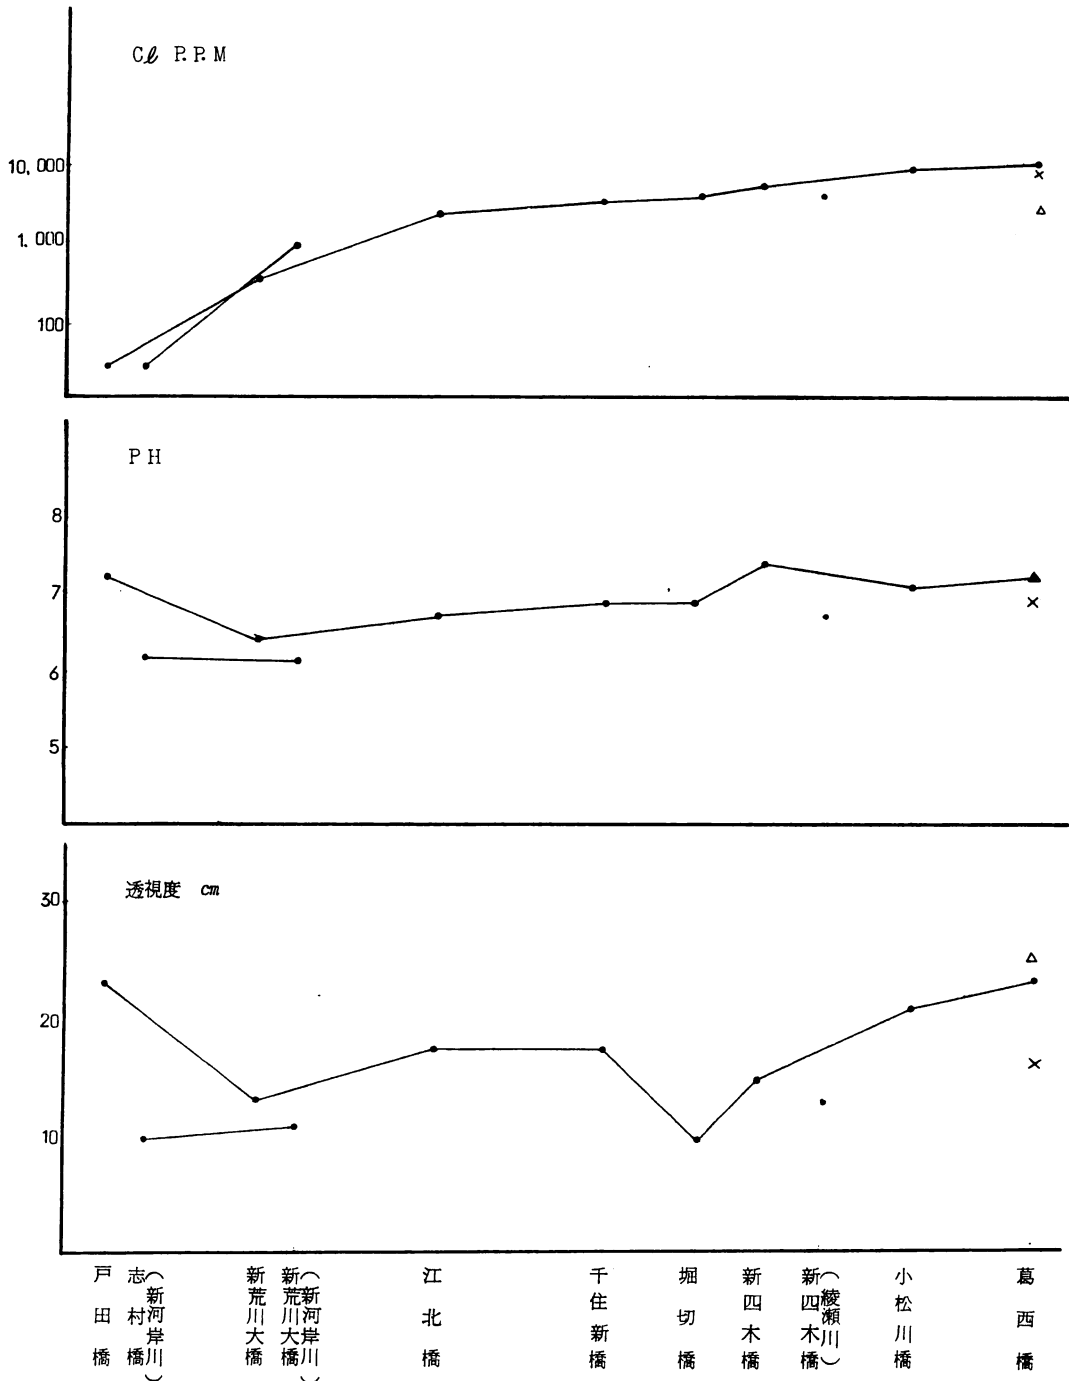 Cℓ P.P.M
10,000
1,000
100
PH
8
7
6
5
透視度 cm
30
20
10
戸田橋
志村橋
(新河岸川)
新荒川大橋
新荒川大橋
(新河岸川)
江北橋
千住新橋
堀切橋
新四木橋
新四木橋
(綾瀬川)
小松川橋
葛西橋